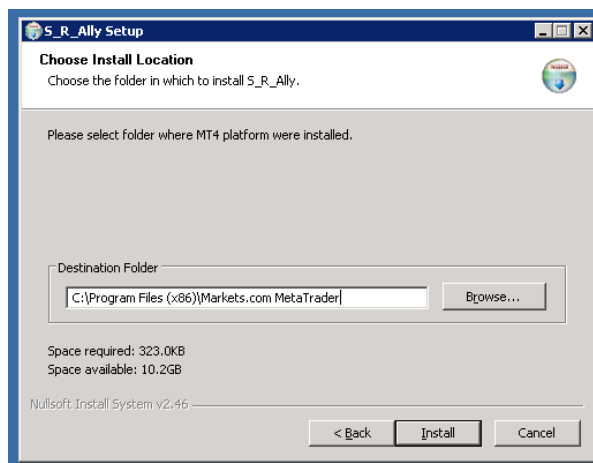 S_R_Ally Setup
Choose Install Location
Choose the folder in which to install S_R_Ally.
Please select folder where MT4 platform were installed.
Destination Folder
C:\Program Files (x86)\Markets.com MetaTrader
Browse...
Space required: 323.0KB
Space available: 10.2GB
Nullsoft Install System v2.46
< Back
Install
Cancel